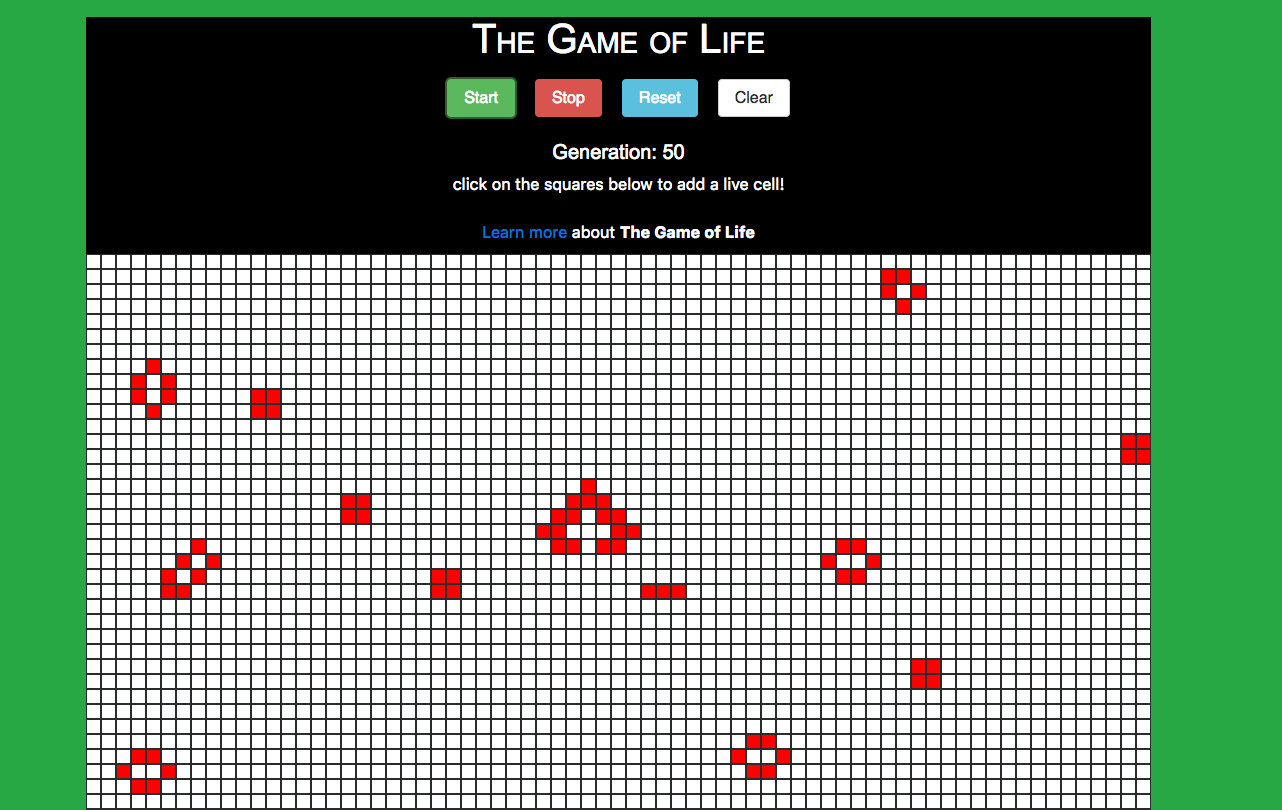 The Game of Life
Start Stop Reset Clear
Generation: 50
click on the squares below to add a live cell!
Learn more about The Game of Life